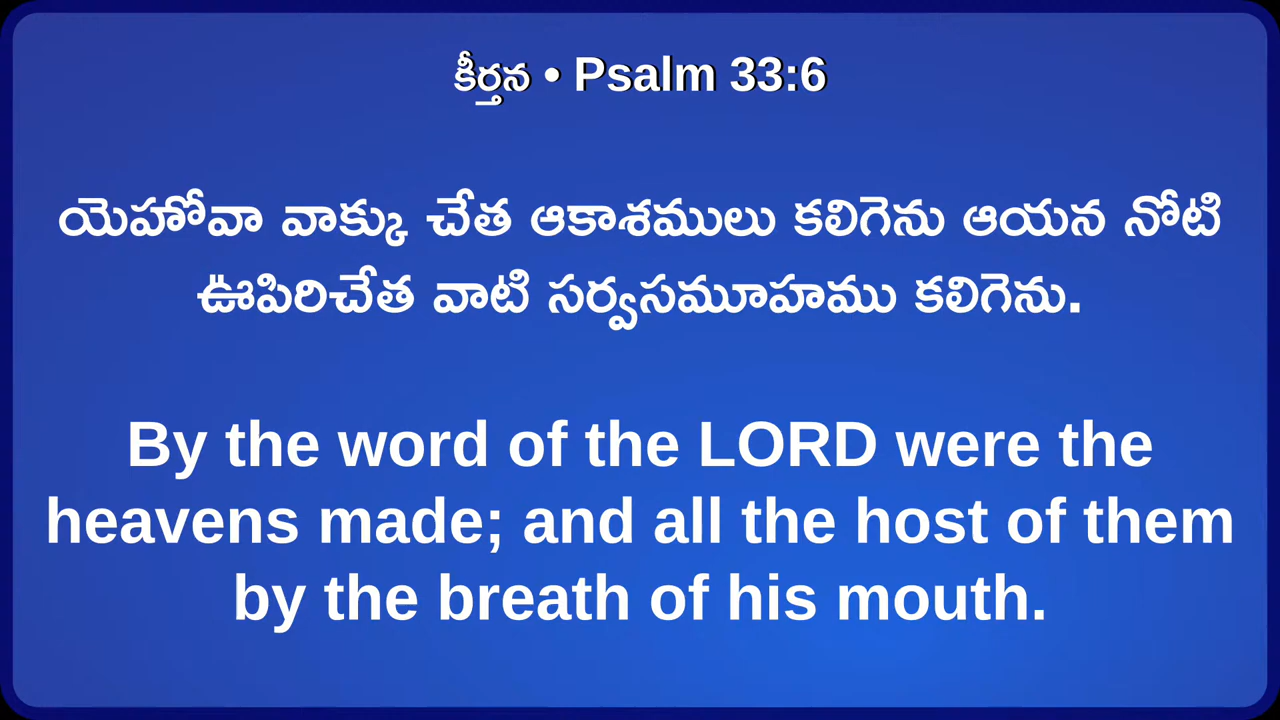 కీర్తన • Psalm 33:6
యెహోవా వాక్కు చేత ఆకాశములు కలిగెను ఆయన నోటి
ఊపిరిచేత వాటి సర్వసమూహము కలిగెను.
By the word of the LORD were the
heavens made; and all the host of them
by the breath of his mouth.